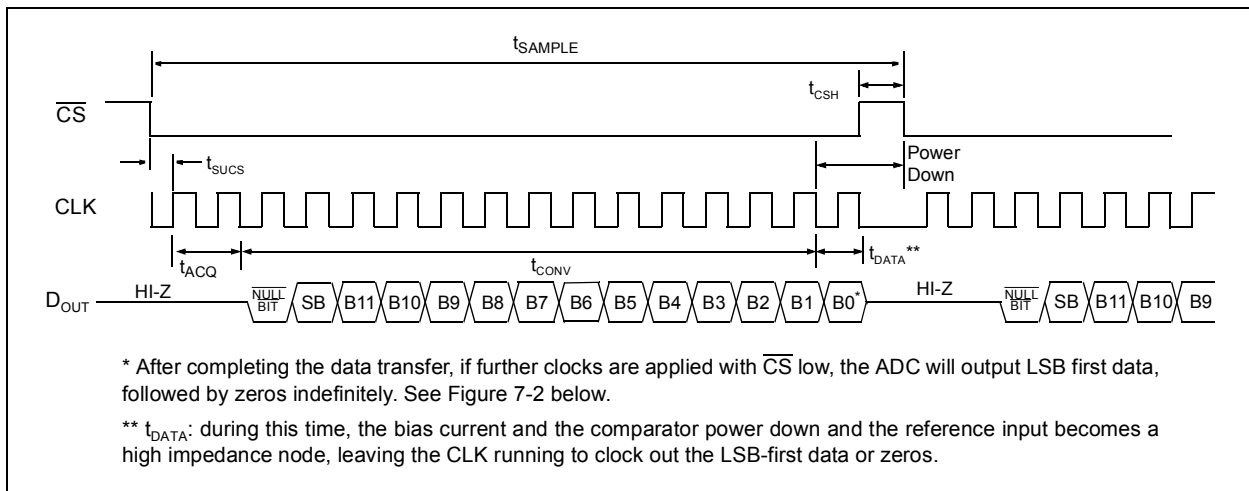 tSAMPLE
tCSH
CS
Power
Down
tSUCS
CLK
tACQ
tCONV
tDATA**
DOUT
HI-Z
NULL
BIT
SB
B11
B10
B9
B8
B7
B6
B5
B4
B3
B2
B1
B0*
HI-Z
NULL
BIT
SB
B11
B10
B9
* After completing the data transfer, if further clocks are applied with CS low, the ADC will output LSB first data,
followed by zeros indefinitely. See Figure 7-2 below.
** tDATA: during this time, the bias current and the comparator power down and the reference input becomes a
high impedance node, leaving the CLK running to clock out the LSB-first data or zeros.